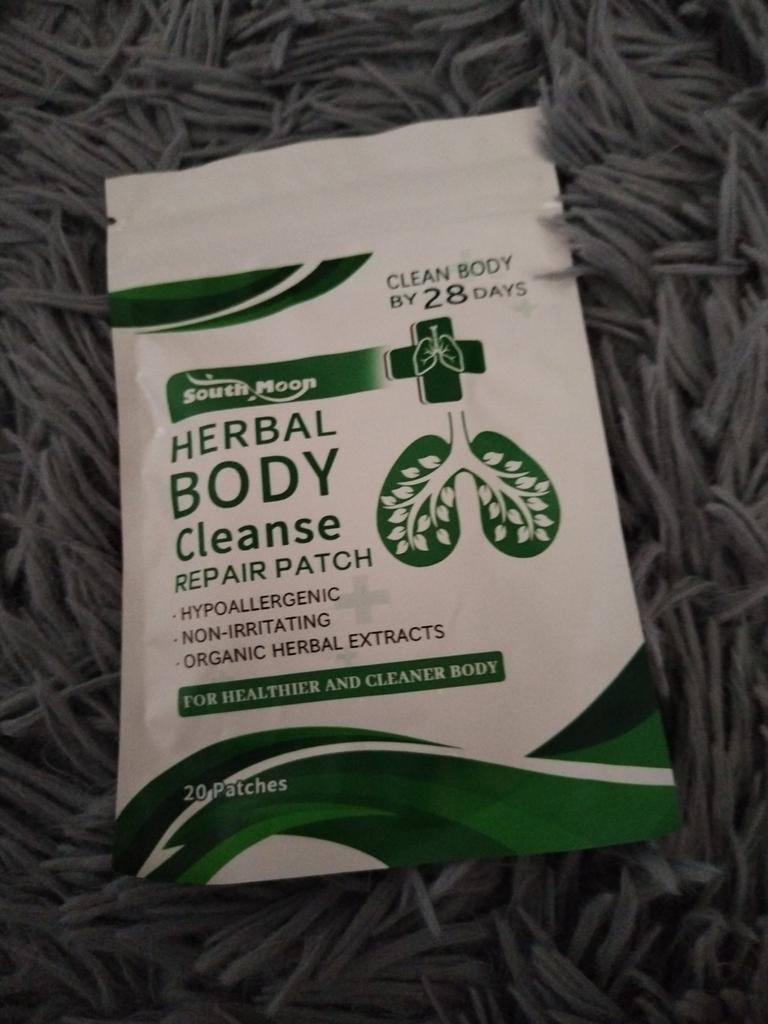 CLEAN BODY
BY 28 DAYS
South Moon
HERBAL
BODY
Cleanse
REPAIR PATCH
· HYPOALLERGENIC
· NON-IRRITATING
· ORGANIC HERBAL EXTRACTS
FOR HEALTHIER AND CLEANER BODY
20 Patches